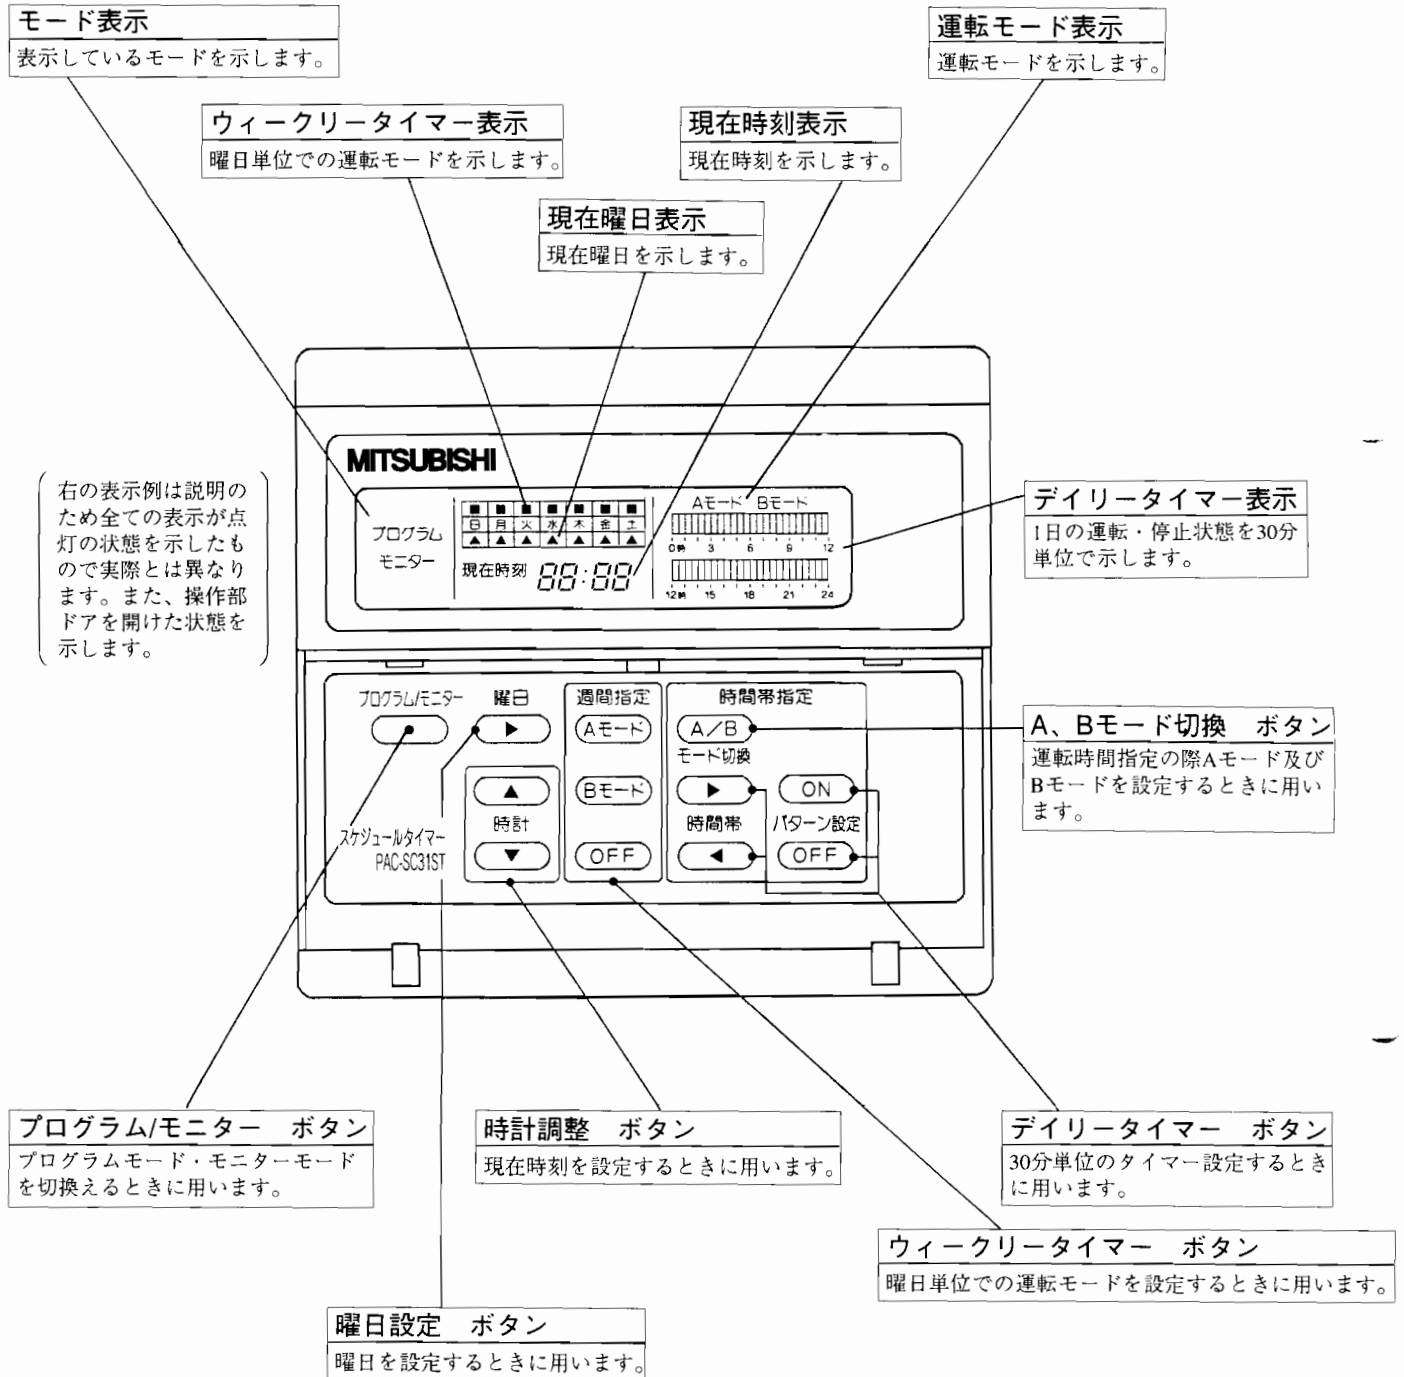 モード表示
表示しているモードを示します。
運転モード表示
運転モードを示します。
ウィークリータイマー表示
曜日単位での運転モードを示します。
現在時刻表示
現在時刻を示します。
現在曜日表示
現在曜日を示します。
右の表示例は説明の
ため全ての表示が点
灯の状態を示したも
ので実際とは異なり
ます。また、操作部
ドアを開けた状態を
示します。
MITSUBISHI
プログラム
モニター
■ ■ ■ ■ ■ ■ ■
日 月 火 水 木 金 土
▲ ▲ ▲ ▲ ▲ ▲ ▲
現在時刻 88:88
Aモード Bモード
0時 3 6 9 12
12時 15 18 21 24
デイリータイマー表示
1日の運転・停止状態を30分
単位で示します。
プログラム/モニター
曜日
▶
▲
時計
▼
スケジュールタイマー
PAC-SC31ST
週間指定
Aモード
Bモード
OFF
時間帯指定
A/B
モード切換
▶
時間帯
◀
ON
パターン設定
OFF
A、Bモード切換 ボタン
運転時間指定の際Aモード及び
Bモードを設定するときに用い
ます。
プログラム/モニター ボタン
プログラムモード・モニターモード
を切換えるときに用います。
時計調整 ボタン
現在時刻を設定するときに用います。
デイリータイマー ボタン
30分単位のタイマー設定するとき
に用います。
ウィークリータイマー ボタン
曜日単位での運転モードを設定するときに用います。
曜日設定 ボタン
曜日を設定するときに用います。